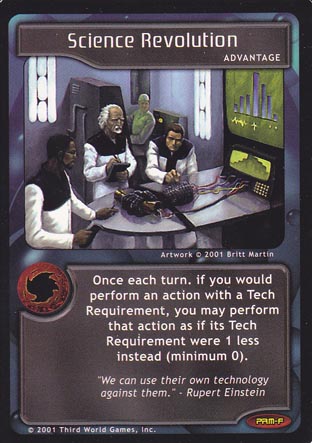 Science Revolution
ADVANTAGE
Artwork © 2001 Britt Martin
Once each turn. if you would
perform an action with a Tech
Requirement, you may perform
that action as if its Tech
Requirement were 1 less
instead (minimum 0).
"We can use their own technology
against them." - Rupert Einstein
© 2001 Third World Games, Inc.
PAM-F